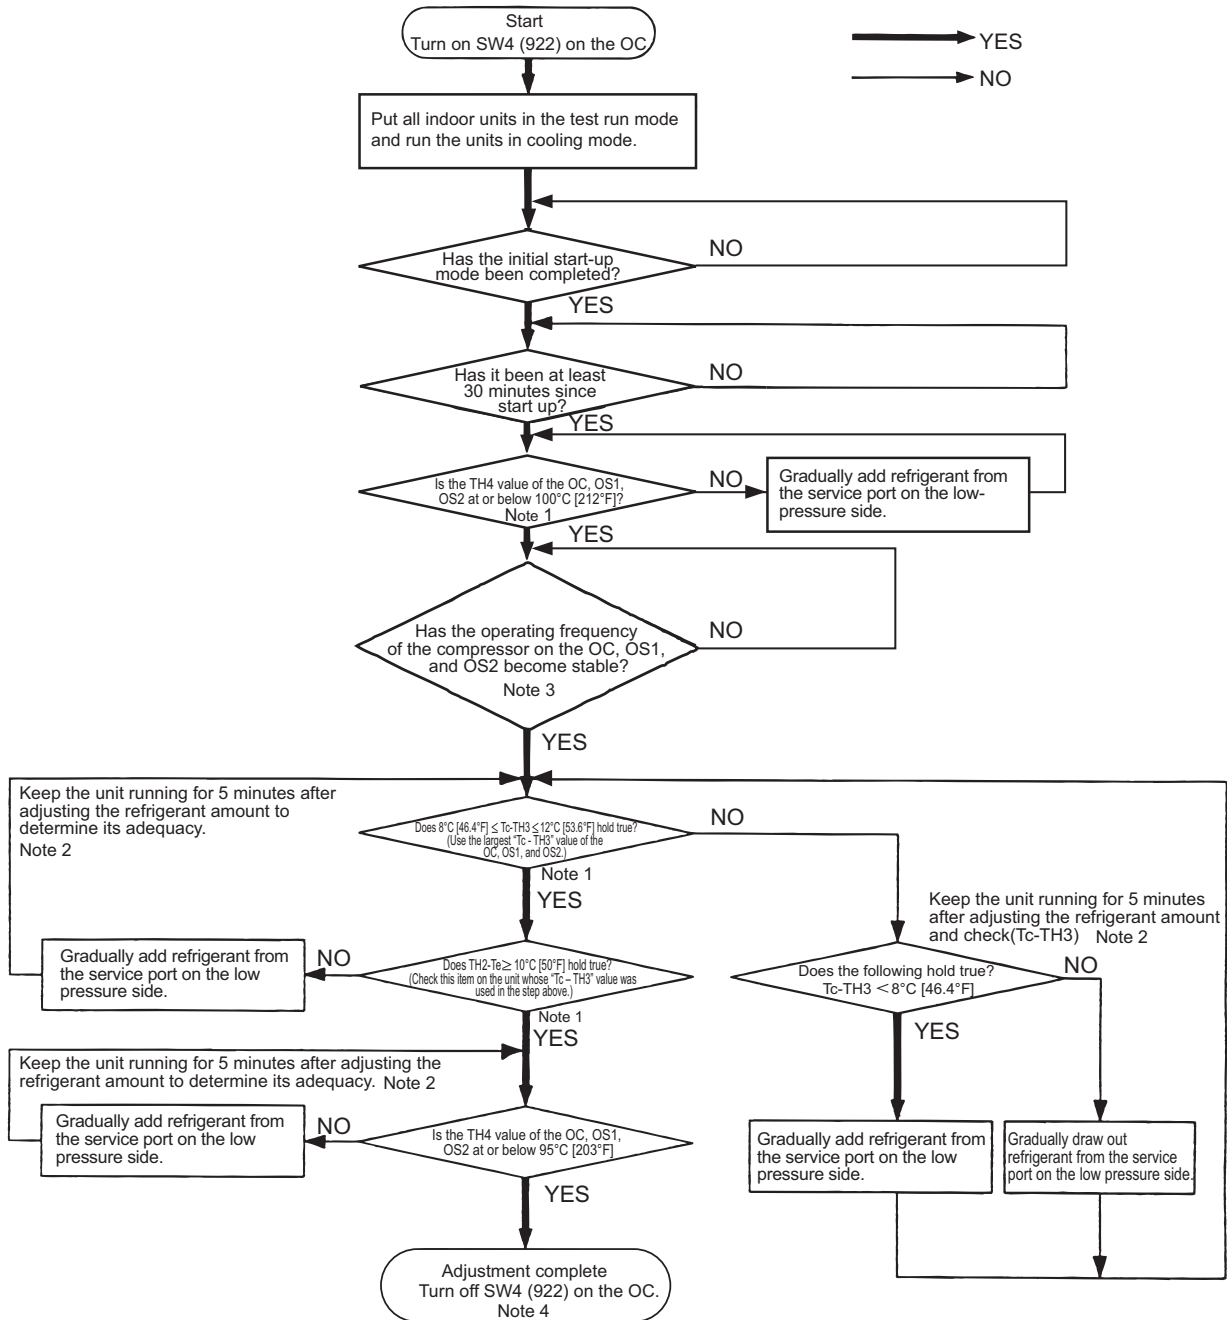 Start
Turn on SW4 (922) on the OC
YES
NO
Put all indoor units in the test run mode
and run the units in cooling mode.
NO
Has the initial start-up
mode been completed?
YES
NO
Has it been at least
30 minutes since
start up?
YES
Is the TH4 value of the OC, OS1,
OS2 at or below 100°C [212°F]?
Note 1
NO
Gradually add refrigerant from
the service port on the low-
pressure side.
YES
Has the operating frequency
of the compressor on the OC, OS1,
and OS2 become stable?
Note 3
NO
YES
Keep the unit running for 5 minutes after
adjusting the refrigerant amount to
determine its adequacy.
Note 2
Does 8°C [46.4°F] ≤ Tc-TH3 ≤12°C [53.6°F] hold true?
(Use the largest “Tc - TH3” value of the
OC, OS1, and OS2.)
Note 1
NO
YES
Keep the unit running for 5 minutes
after adjusting the refrigerant amount
and check(Tc-TH3) Note 2
Gradually add refrigerant from
the service port on the low
pressure side.
NO
Does TH2-Te≥ 10°C [50°F] hold true?
(Check this item on the unit whose “Tc – TH3” value was
used in the step above.)
Note 1
YES
Does the following hold true?
Tc-TH3 <8°C [46.4°F]
NO
YES
Keep the unit running for 5 minutes after adjusting the
refrigerant amount to determine its adequacy. Note 2
Gradually add refrigerant from
the service port on the low
pressure side.
NO
Is the TH4 value of the OC, OS1,
OS2 at or below 95°C [203°F]
YES
Gradually add refrigerant from
the service port on the low
pressure side.
Gradually draw out
refrigerant from the service
port on the low pressure side.
Adjustment complete
Turn off SW4 (922) on the OC.
Note 4